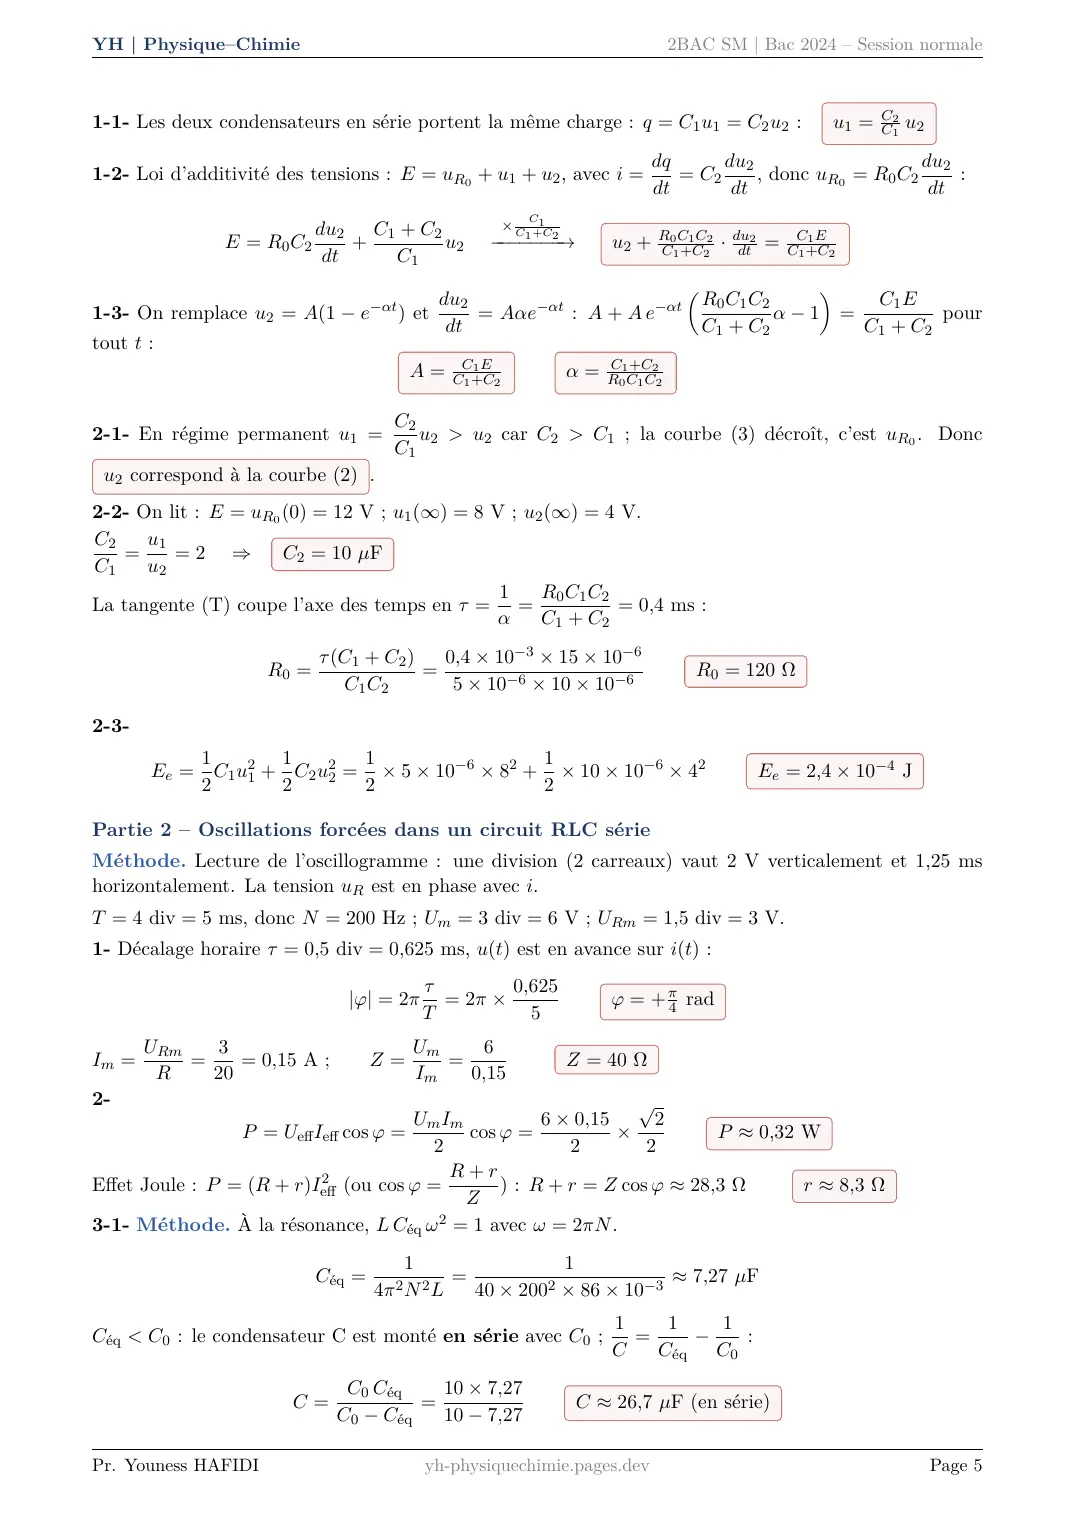 YH | Physique–Chimie 2BAC SM | Bac 2024 – Session normale
1-1- Les deux condensateurs en série portent la même charge : q = C₁u₁ = C₂u₂ : u₁ = C₂/C₁ u₂
1-2- Loi d'additivité des tensions : E = u_R₀ + u₁ + u₂, avec i = dq/dt = C₂ du₂/dt, donc u_R₀ = R₀C₂ du₂/dt :
E = R₀C₂ du₂/dt + (C₁ + C₂)/C₁ u₂ —×C₁/(C₁+C₂)→ u₂ + R₀C₁C₂/(C₁+C₂) · du₂/dt = C₁E/(C₁+C₂)
1-3- On remplace u₂ = A(1 − e^(−αt)) et du₂/dt = Aαe^(−αt) : A + A e^(−αt) (R₀C₁C₂/(C₁ + C₂) α − 1) = C₁E/(C₁ + C₂) pour
tout t :
A = C₁E/(C₁+C₂) α = (C₁+C₂)/(R₀C₁C₂)
2-1- En régime permanent u₁ = C₂/C₁ u₂ > u₂ car C₂ > C₁ ; la courbe (3) décroît, c'est u_R₀. Donc
u₂ correspond à la courbe (2) .
2-2- On lit : E = u_R₀(0) = 12 V ; u₁(∞) = 8 V ; u₂(∞) = 4 V.
C₂/C₁ = u₁/u₂ = 2 ⇒ C₂ = 10 µF
La tangente (T) coupe l'axe des temps en τ = 1/α = R₀C₁C₂/(C₁ + C₂) = 0,4 ms :
R₀ = τ(C₁ + C₂)/(C₁C₂) = (0,4 × 10⁻³ × 15 × 10⁻⁶)/(5 × 10⁻⁶ × 10 × 10⁻⁶) R₀ = 120 Ω
2-3-
Eₑ = 1/2 C₁u₁² + 1/2 C₂u₂² = 1/2 × 5 × 10⁻⁶ × 8² + 1/2 × 10 × 10⁻⁶ × 4² Eₑ = 2,4 × 10⁻⁴ J
Partie 2 – Oscillations forcées dans un circuit RLC série
Méthode. Lecture de l'oscillogramme : une division (2 carreaux) vaut 2 V verticalement et 1,25 ms
horizontalement. La tension u_R est en phase avec i.
T = 4 div = 5 ms, donc N = 200 Hz ; U_m = 3 div = 6 V ; U_Rm = 1,5 div = 3 V.
1- Décalage horaire τ = 0,5 div = 0,625 ms, u(t) est en avance sur i(t) :
|φ| = 2π τ/T = 2π × 0,625/5 φ = +π/4 rad
I_m = U_Rm/R = 3/20 = 0,15 A ; Z = U_m/I_m = 6/0,15 Z = 40 Ω
2-
P = U_eff I_eff cos φ = U_m I_m/2 cos φ = (6 × 0,15)/2 × √2/2 P ≈ 0,32 W
Effet Joule : P = (R + r)I²_eff (ou cos φ = (R + r)/Z) : R + r = Z cos φ ≈ 28,3 Ω r ≈ 8,3 Ω
3-1- Méthode. À la résonance, L C_éq ω² = 1 avec ω = 2πN.
C_éq = 1/(4π²N²L) = 1/(40 × 200² × 86 × 10⁻³) ≈ 7,27 µF
C_éq < C₀ : le condensateur C est monté en série avec C₀ ; 1/C = 1/C_éq − 1/C₀ :
C = C₀ C_éq/(C₀ − C_éq) = (10 × 7,27)/(10 − 7,27) C ≈ 26,7 µF (en série)
Pr. Youness HAFIDI yh-physiquechimie.pages.dev Page 5